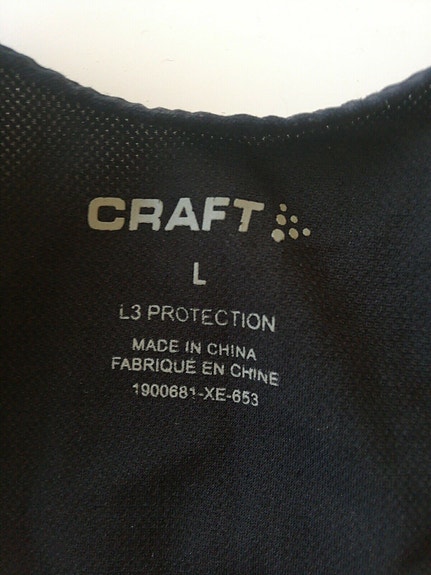 CRAFT
L
L3 PROTECTION
MADE IN CHINA
FABRIQUÉ EN CHINE
1900681-XE-653